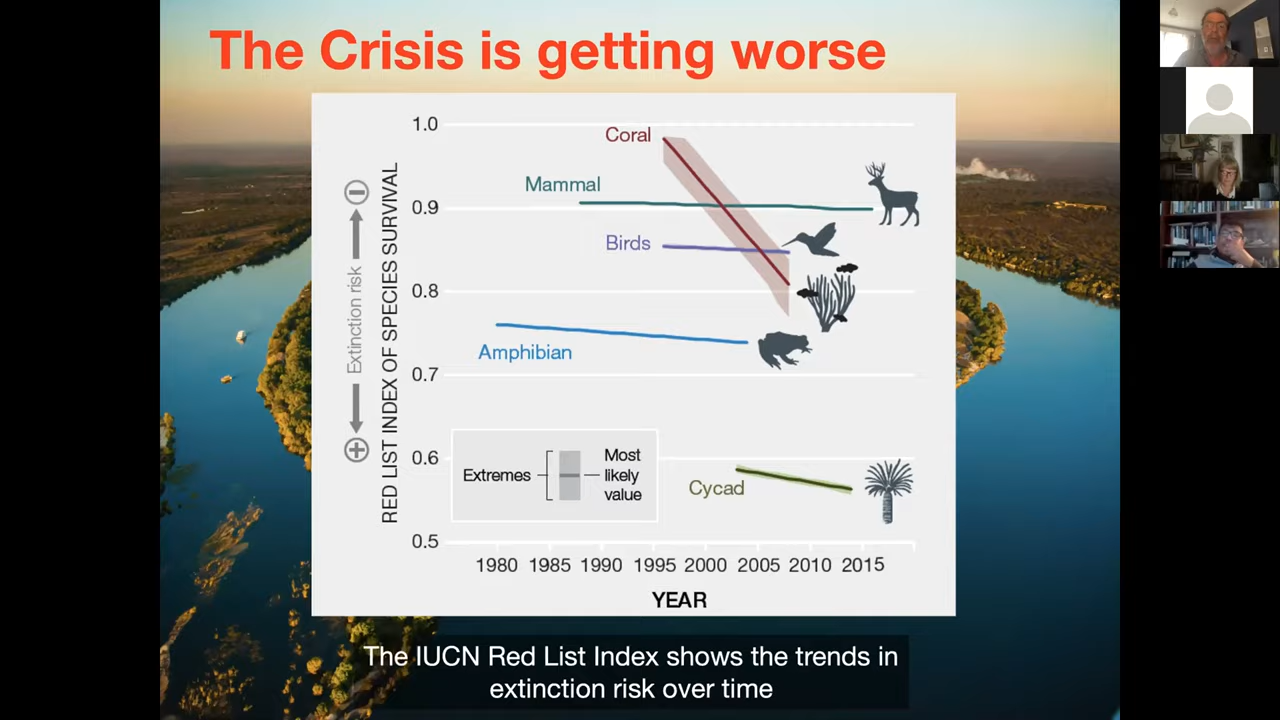 The Crisis is getting worse
1.0
0.9
0.8
0.7
0.6
0.5
Extinction risk
RED LIST INDEX OF SPECIES SURVIVAL
Coral
Mammal
Birds
Amphibian
Cycad
Extremes
Most
likely
value
1980 1985 1990 1995 2000 2005 2010 2015
YEAR
The IUCN Red List Index shows the trends in
extinction risk over time